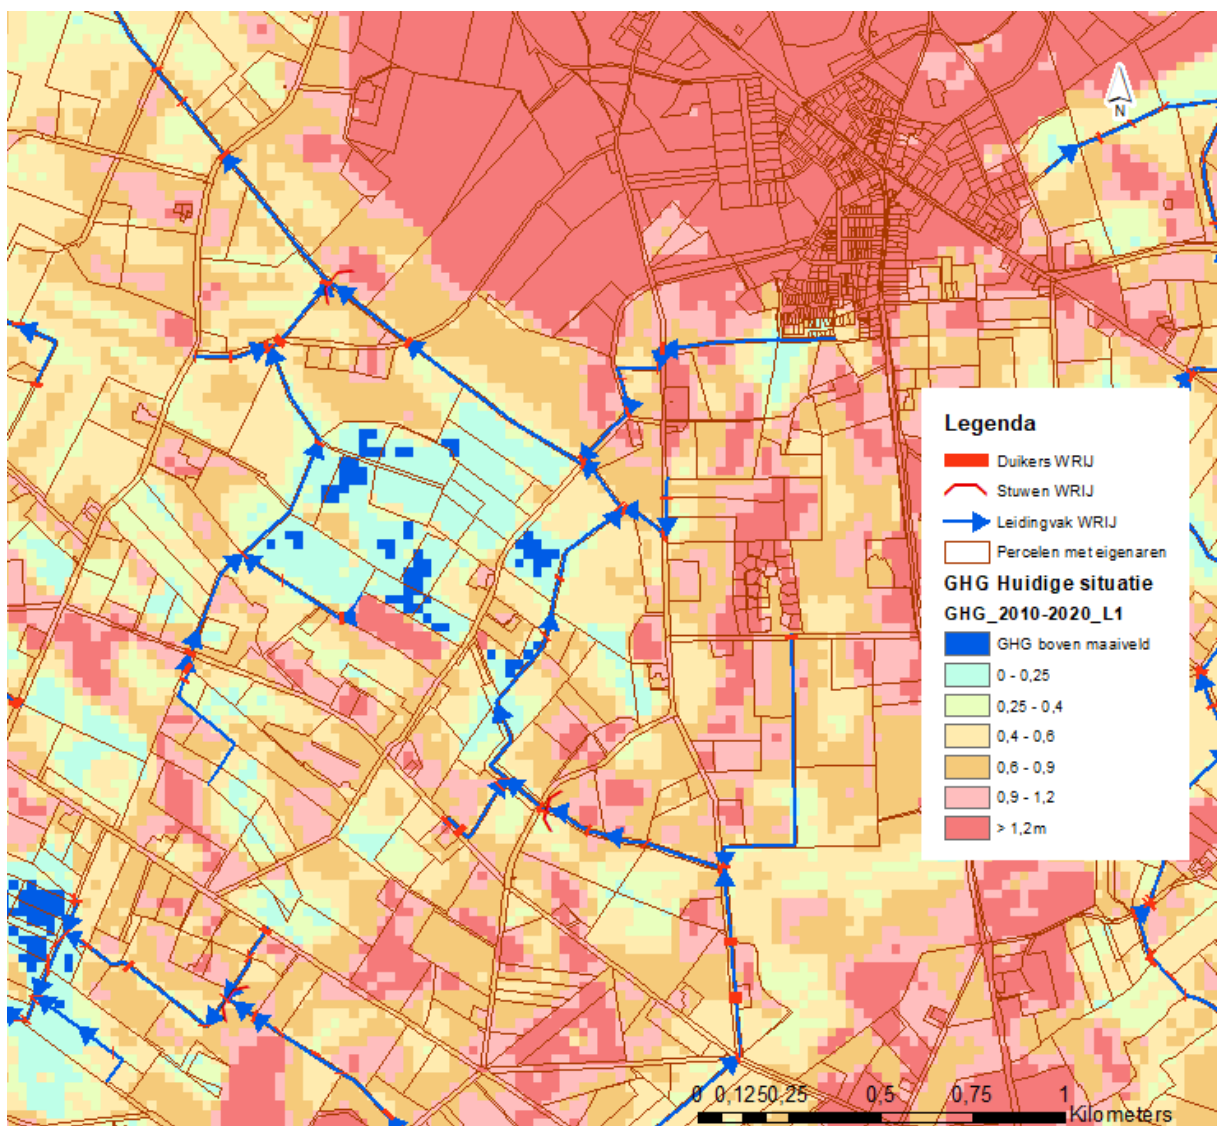 N
Legenda
Duikers WRIJ
Stuwen WRIJ
Leidingvak WRIJ
Percelen met eigenaren
GHG Huidige situatie
GHG_2010-2020_L1
GHG boven maaiveld
0 - 0,25
0,25 - 0,4
0,4 - 0,6
0,6 - 0,9
0,9 - 1,2
> 1,2m
0 0,125 0,25 0,5 0,75 1
Kilometers